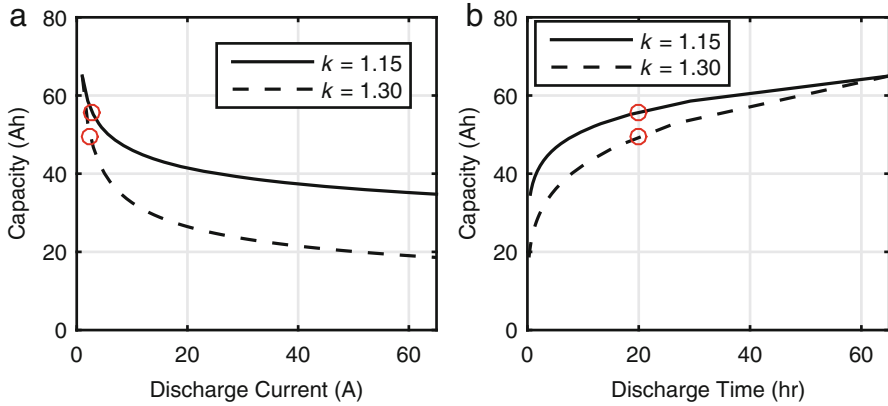 a
80
60
40
20
0
Capacity (Ah)
k = 1.15
k = 1.30
0 20 40 60
Discharge Current (A)
b
80
60
40
20
0
Capacity (Ah)
k = 1.15
k = 1.30
0 20 40 60
Discharge Time (hr)